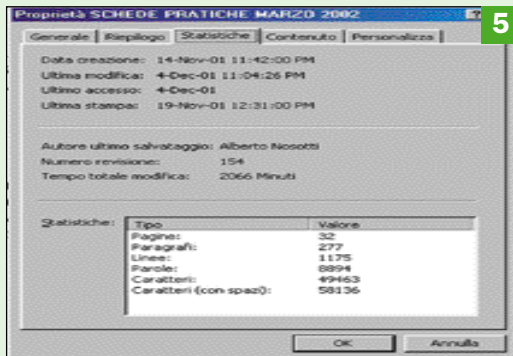 Proprietà SCHEDE PRATICHE MARZO 2002
5
Generale Riepilogo Statistiche Contenuto Personalizza
Data creazione: 14-Nov-01 11:42:00 PM
Ultima modifica: 4-Dec-01 11:04:26 PM
Ultimo accesso: 4-Dec-01
Ultima stampa: 19-Nov-01 12:31:00 PM
Autore ultimo salvataggio: Alberto Nosotti
Numero revisione: 154
Tempo totale modifica: 2066 Minuti
Statistiche:
Tipo Valore
Pagine: 32
Paragrafi: 277
Linee: 1175
Parole: 8894
Caratteri: 49463
Caratteri (con spazi): 58136
OK Annulla